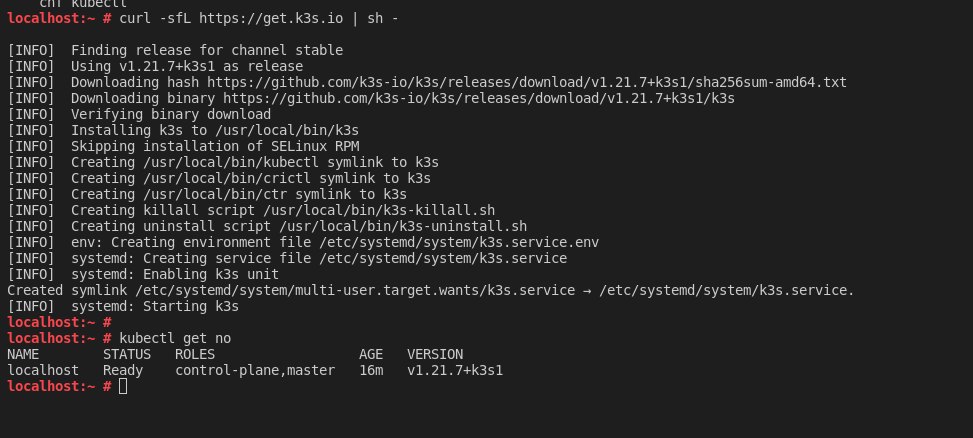 cnf kubectl
localhost:~ # curl -sfL https://get.k3s.io | sh -
[INFO]  Finding release for channel stable
[INFO]  Using v1.21.7+k3s1 as release
[INFO]  Downloading hash https://github.com/k3s-io/k3s/releases/download/v1.21.7+k3s1/sha256sum-amd64.txt
[INFO]  Downloading binary https://github.com/k3s-io/k3s/releases/download/v1.21.7+k3s1/k3s
[INFO]  Verifying binary download
[INFO]  Installing k3s to /usr/local/bin/k3s
[INFO]  Skipping installation of SELinux RPM
[INFO]  Creating /usr/local/bin/kubectl symlink to k3s
[INFO]  Creating /usr/local/bin/crictl symlink to k3s
[INFO]  Creating /usr/local/bin/ctr symlink to k3s
[INFO]  Creating killall script /usr/local/bin/k3s-killall.sh
[INFO]  Creating uninstall script /usr/local/bin/k3s-uninstall.sh
[INFO]  env: Creating environment file /etc/systemd/system/k3s.service.env
[INFO]  systemd: Creating service file /etc/systemd/system/k3s.service
[INFO]  systemd: Enabling k3s unit
Created symlink /etc/systemd/system/multi-user.target.wants/k3s.service → /etc/systemd/system/k3s.service.
[INFO]  systemd: Starting k3s
localhost:~ #
localhost:~ # kubectl get no
NAME        STATUS   ROLES                  AGE   VERSION
localhost   Ready    control-plane,master   16m   v1.21.7+k3s1
localhost:~ #